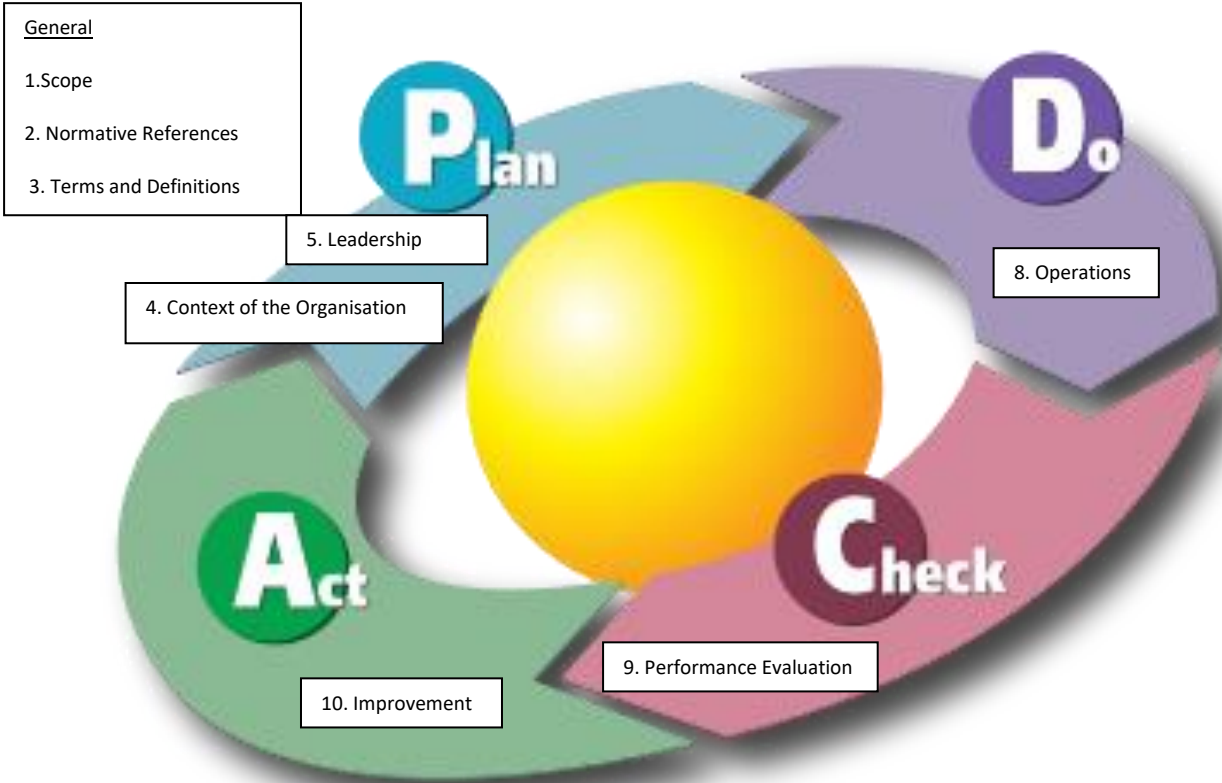 General
1.Scope
2. Normative References
3. Terms and Definitions
Plan
Do
5. Leadership
8. Operations
4. Context of the Organisation
Act
Check
9. Performance Evaluation
10. Improvement